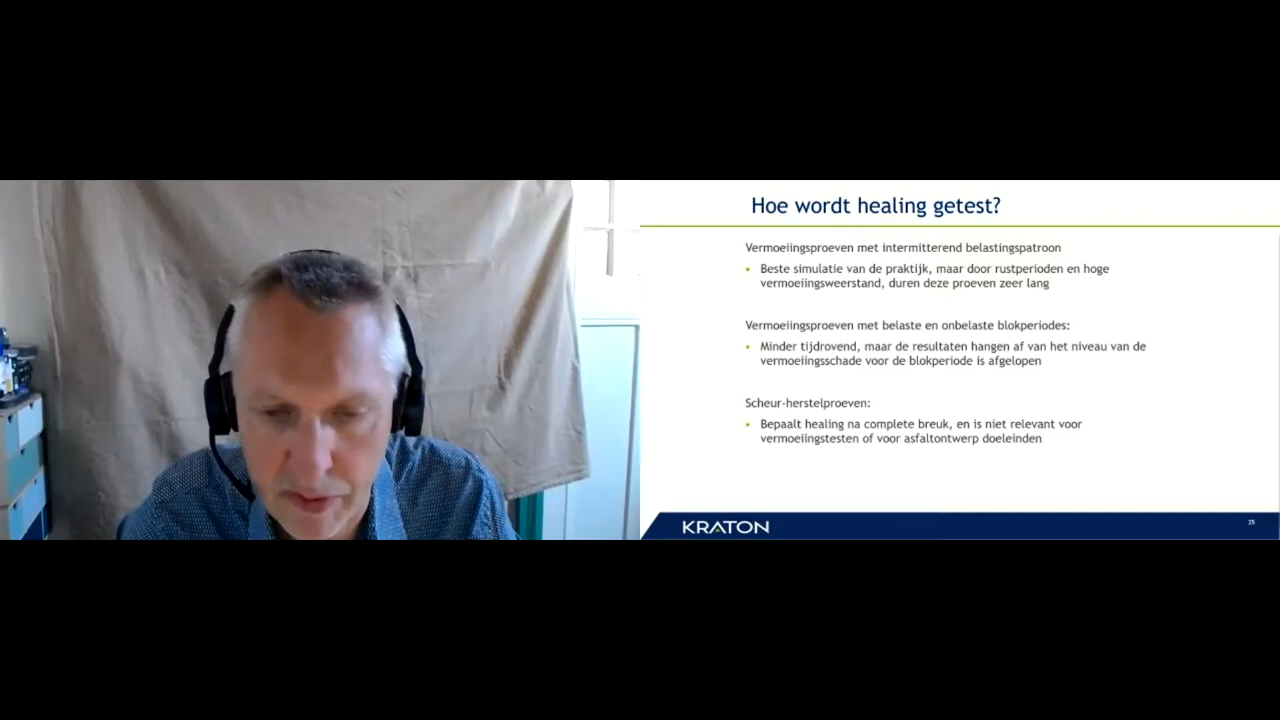 Hoe wordt healing getest?
Vermoeiingsproeven met intermitterend belastingspatroon
• Beste simulatie van de praktijk, maar door rustperioden en hoge
vermoeiingsweerstand, duren deze proeven zeer lang
Vermoeiingsproeven met belaste en onbelaste blokperiodes:
• Minder tijdrovend, maar de resultaten hangen af van het niveau van de
vermoeiingsschade voor de blokperiode is afgelopen
Scheur-herstelproeven:
• Bepaalt healing na complete breuk, en is niet relevant voor
vermoeiingstesten of voor asfaltontwerp doeleinden
KRATON
25